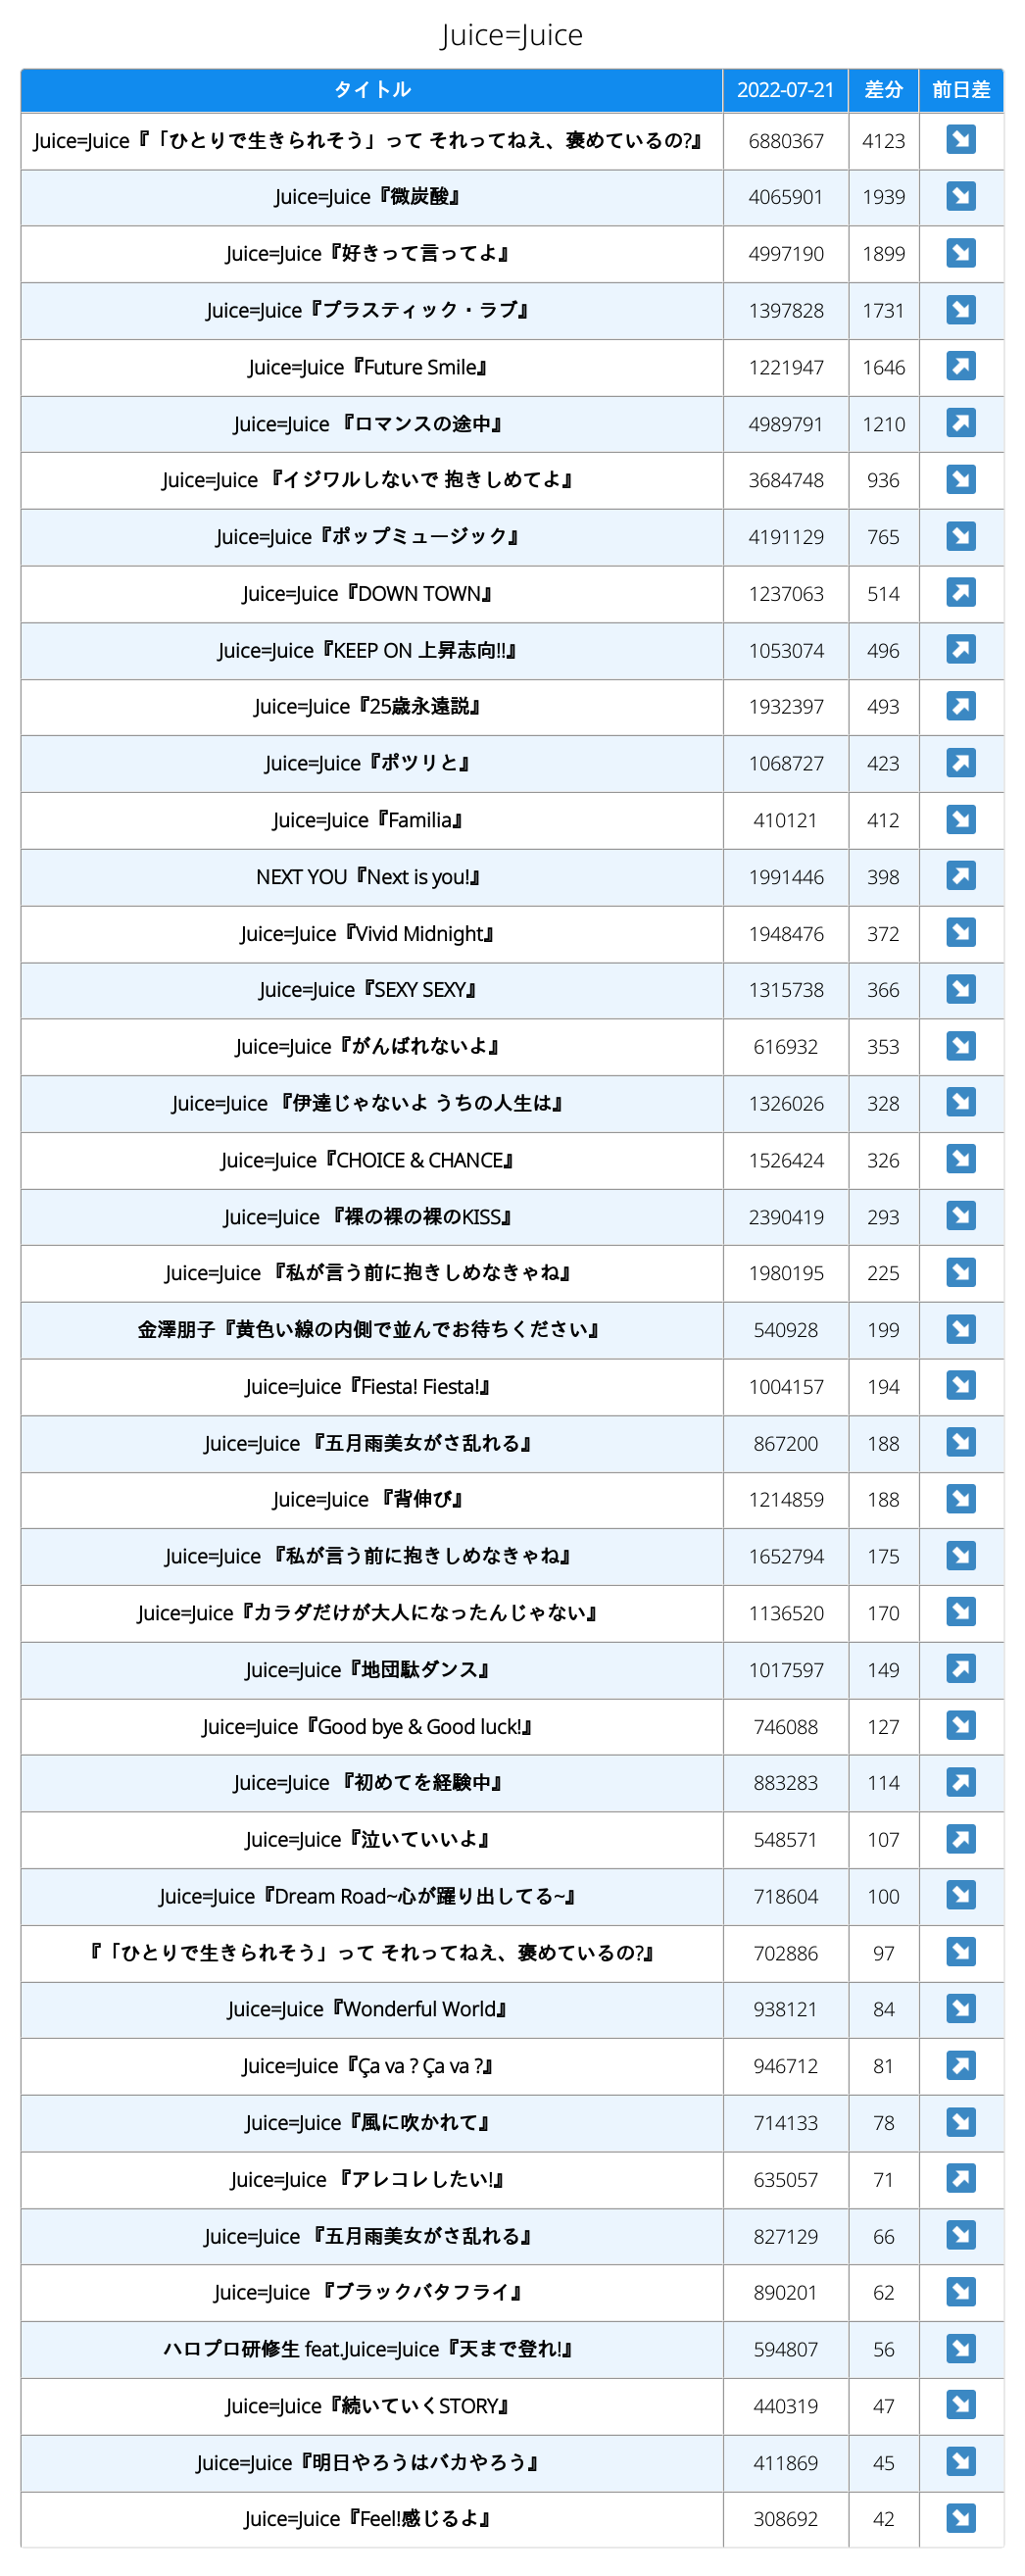 Juice=Juice
タイトル 2022-07-21 差分 前日差
Juice=Juice『「ひとりで生きられそう」って それってねえ、褒めているの?』 6880367 4123 ↘
Juice=Juice『微炭酸』 4065901 1939 ↘
Juice=Juice『好きって言ってよ』 4997190 1899 ↘
Juice=Juice『プラスティック・ラブ』 1397828 1731 ↘
Juice=Juice『Future Smile』 1221947 1646 ↗
Juice=Juice 『ロマンスの途中』 4989791 1210 ↗
Juice=Juice 『イジワルしないで 抱きしめてよ』 3684748 936 ↘
Juice=Juice『ポップミュージック』 4191129 765 ↘
Juice=Juice『DOWN TOWN』 1237063 514 ↗
Juice=Juice『KEEP ON 上昇志向!!』 1053074 496 ↗
Juice=Juice『25歳永遠説』 1932397 493 ↗
Juice=Juice『ポツリと』 1068727 423 ↗
Juice=Juice『Familia』 410121 412 ↘
NEXT YOU『Next is you!』 1991446 398 ↗
Juice=Juice『Vivid Midnight』 1948476 372 ↘
Juice=Juice『SEXY SEXY』 1315738 366 ↘
Juice=Juice『がんばれないよ』 616932 353 ↘
Juice=Juice 『伊達じゃないよ うちの人生は』 1326026 328 ↘
Juice=Juice『CHOICE & CHANCE』 1526424 326 ↘
Juice=Juice 『裸の裸の裸のKISS』 2390419 293 ↘
Juice=Juice 『私が言う前に抱きしめなきゃね』 1980195 225 ↘
金澤朋子『黄色い線の内側で並んでお待ちください』 540928 199 ↘
Juice=Juice『Fiesta! Fiesta!』 1004157 194 ↘
Juice=Juice 『五月雨美女がさ乱れる』 867200 188 ↘
Juice=Juice 『背伸び』 1214859 188 ↘
Juice=Juice 『私が言う前に抱きしめなきゃね』 1652794 175 ↘
Juice=Juice『カラダだけが大人になったんじゃない』 1136520 170 ↘
Juice=Juice『地団駄ダンス』 1017597 149 ↗
Juice=Juice『Good bye & Good luck!』 746088 127 ↘
Juice=Juice 『初めてを経験中』 883283 114 ↗
Juice=Juice『泣いていいよ』 548571 107 ↗
Juice=Juice『Dream Road~心が躍り出してる~』 718604 100 ↘
『「ひとりで生きられそう」って それってねえ、褒めているの?』 702886 97 ↘
Juice=Juice『Wonderful World』 938121 84 ↘
Juice=Juice『Ça va ? Ça va ?』 946712 81 ↗
Juice=Juice『風に吹かれて』 714133 78 ↘
Juice=Juice 『アレコレしたい!』 635057 71 ↗
Juice=Juice 『五月雨美女がさ乱れる』 827129 66 ↘
Juice=Juice 『ブラックバタフライ』 890201 62 ↘
ハロプロ研修生 feat.Juice=Juice『天まで登れ!』 594807 56 ↘
Juice=Juice『続いていくSTORY』 440319 47 ↘
Juice=Juice『明日やろうはバカやろう』 411869 45 ↘
Juice=Juice『Feel!感じるよ』 308692 42 ↘